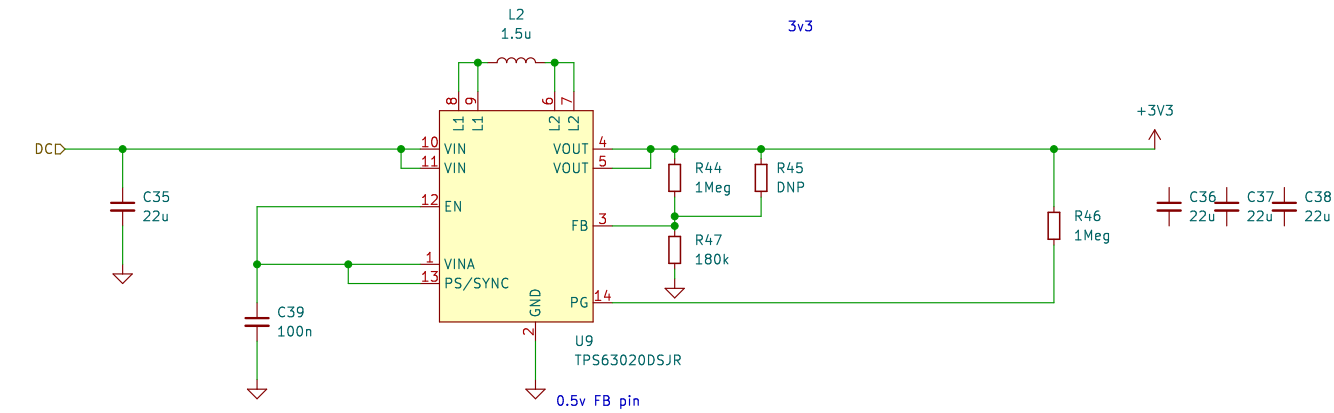 L2
1.5u
3v3
8
9
6
7
L1
L1
L2
L2
+3V3
DC
10
VIN
VOUT
4
11
VIN
VOUT
5
R44
1Meg
R45
DNP
C35
22u
12
EN
C36
22u
C37
22u
C38
22u
FB
3
R46
1Meg
R47
180k
1
VINA
13
PS/SYNC
GND
PG
14
C39
100n
2
U9
TPS63020DSJR
0.5v FB pin